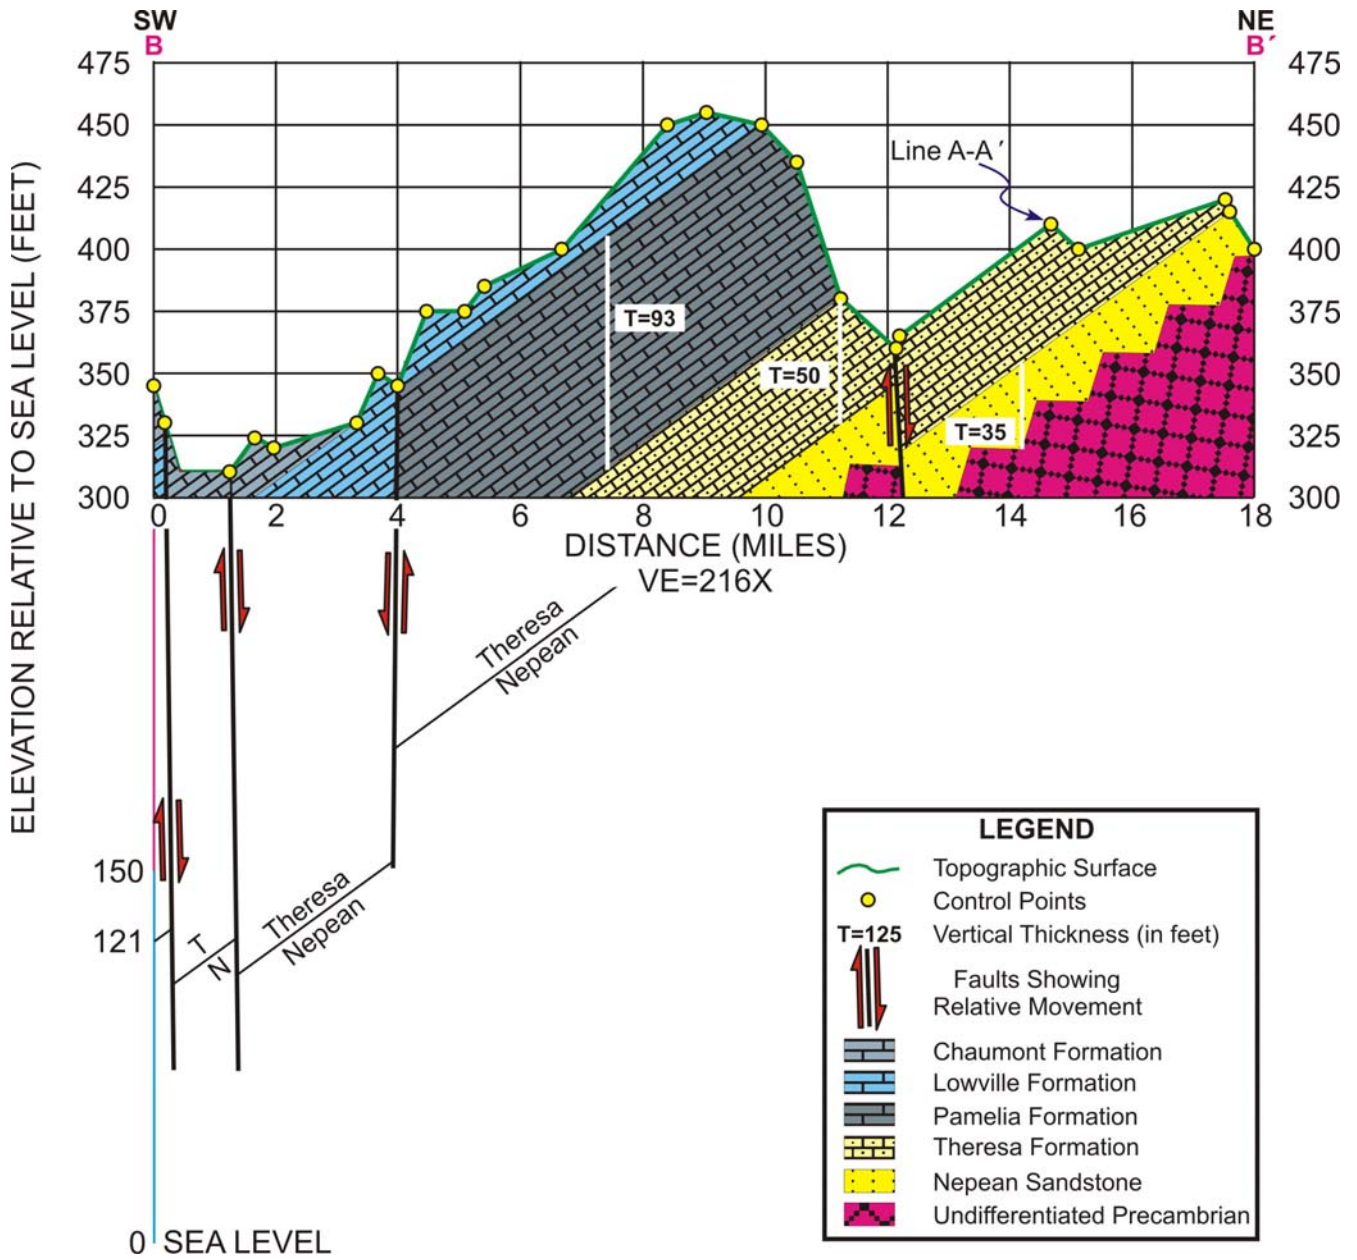 SW
NE
B
B´
475
475
450
450
Line A-A´
425
425
400
400
375
375
T=93
350
350
T=50
325
325
T=35
300
300
0 2 4 6 8 10 12 14 16 18
ELEVATION RELATIVE TO SEA LEVEL (FEET)
DISTANCE (MILES)
VE=216X
Theresa
Nepean
150
121
T
N
Theresa
Nepean
0
SEA LEVEL
LEGEND
Topographic Surface
Control Points
T=125 Vertical Thickness (in feet)
Faults Showing
Relative Movement
Chaumont Formation
Lowville Formation
Pamelia Formation
Theresa Formation
Nepean Sandstone
Undifferentiated Precambrian